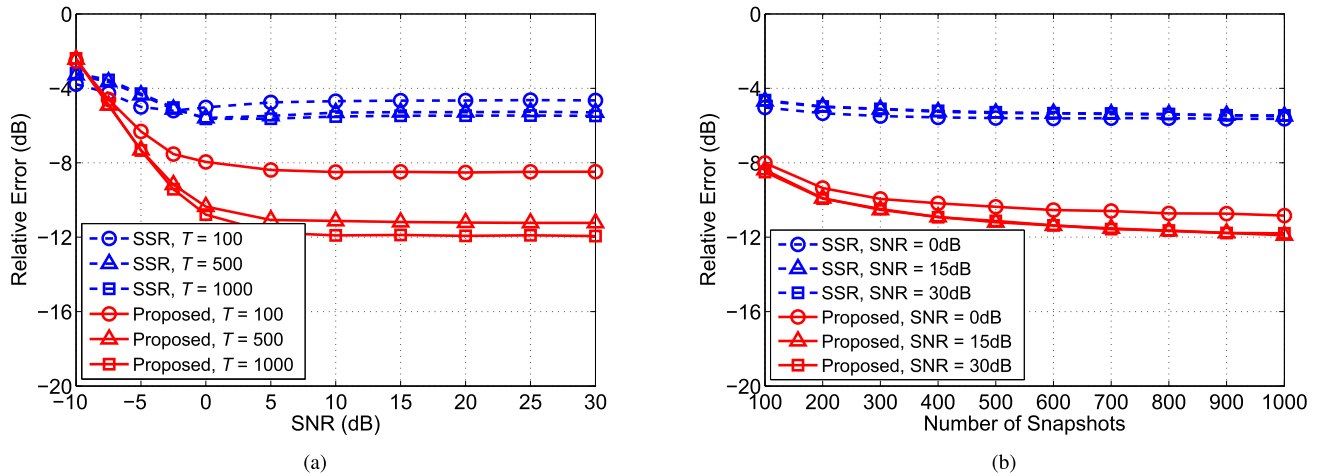 0
−4
−8
−12
−16
−20
Relative Error (dB)
−10
−5
0
5
10
15
20
25
30
SNR (dB)
SSR, T = 100
SSR, T = 500
SSR, T = 1000
Proposed, T = 100
Proposed, T = 500
Proposed, T = 1000
(a)
0
−4
−8
−12
−16
−20
Relative Error (dB)
100
200
300
400
500
600
700
800
900
1000
Number of Snapshots
SSR, SNR = 0dB
SSR, SNR = 15dB
SSR, SNR = 30dB
Proposed, SNR = 0dB
Proposed, SNR = 15dB
Proposed, SNR = 30dB
(b)